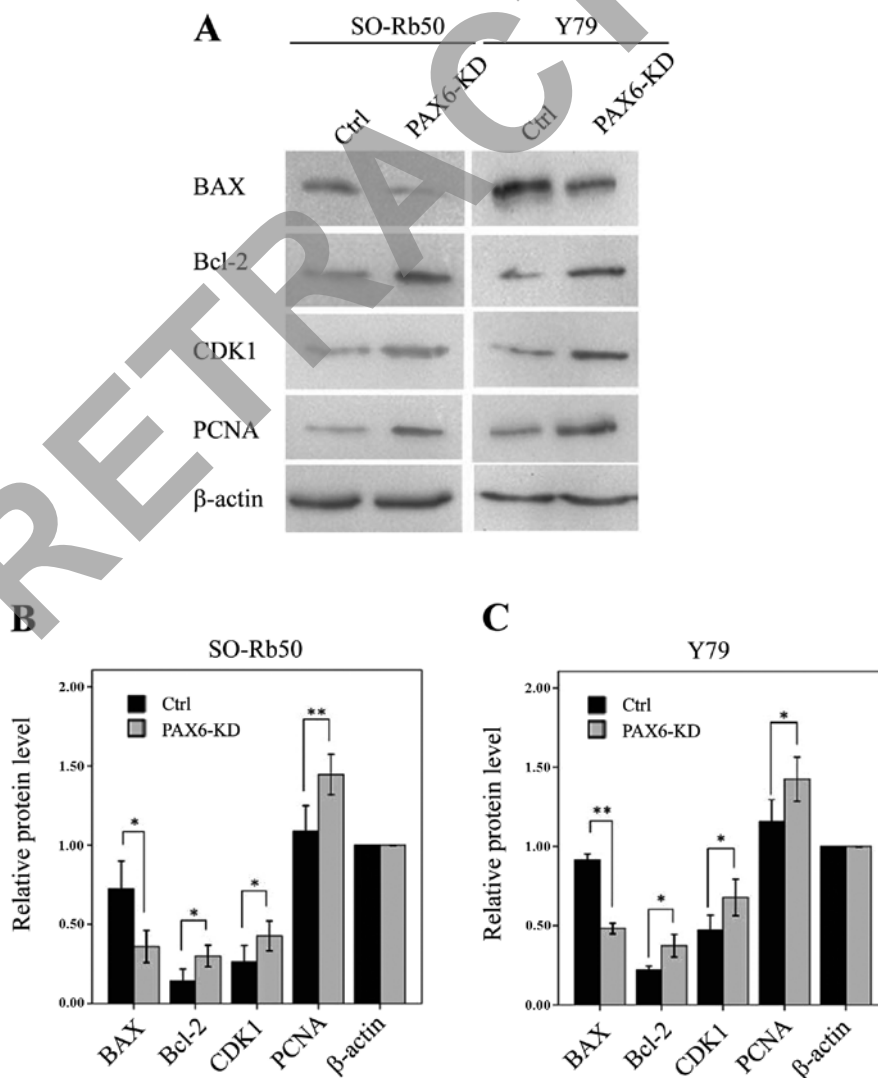 A
SO-Rb50 Y79
Ctrl PAX6-KD Ctrl PAX6-KD
BAX
Bcl-2
CDK1
PCNA
β-actin
RETRACT
B
SO-Rb50
Relative protein level
2.00
1.50
1.00
0.50
0.00
Ctrl
PAX6-KD
* * * **
BAX Bcl-2 CDK1 PCNA β-actin
C
Y79
Relative protein level
2.00
1.50
1.00
0.50
0.00
Ctrl
PAX6-KD
** * * *
BAX Bcl-2 CDK1 PCNA β-actin